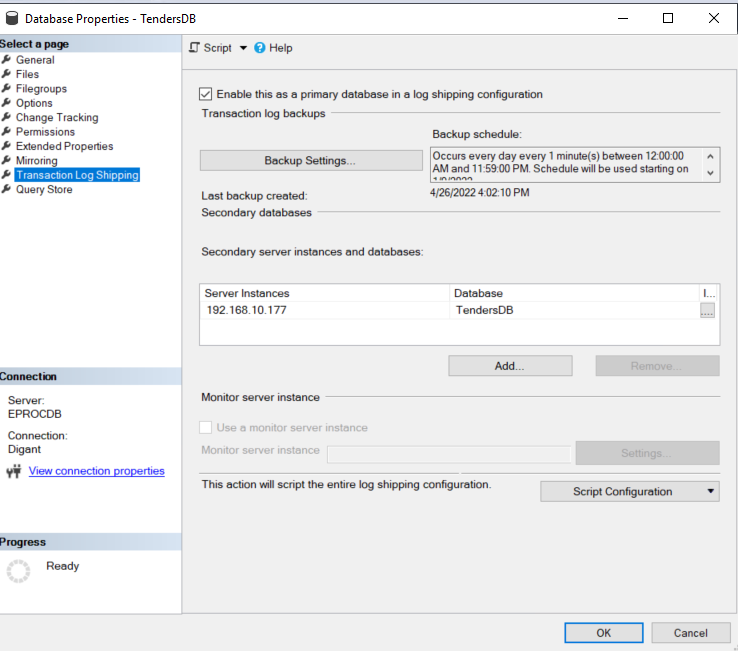 Database Properties - TendersDB
Select a page
General
Files
Filegroups
Options
Change Tracking
Permissions
Extended Properties
Mirroring
Transaction Log Shipping
Query Store
Connection
Server:
EPROCDB
Connection:
Digant
View connection properties
Progress
Ready
Script
Help
Enable this as a primary database in a log shipping configuration
Transaction log backups
Backup schedule:
Backup Settings...
Occurs every day every 1 minute(s) between 12:00:00
AM and 11:59:00 PM. Schedule will be used starting on
Last backup created:
4/26/2022 4:02:10 PM
Secondary databases
Secondary server instances and databases:
Server Instances Database I...
192.168.10.177 TendersDB ....
Add... Remove...
Monitor server instance
Use a monitor server instance
Monitor server instance
Settings...
This action will script the entire log shipping configuration.
Script Configuration
OK Cancel